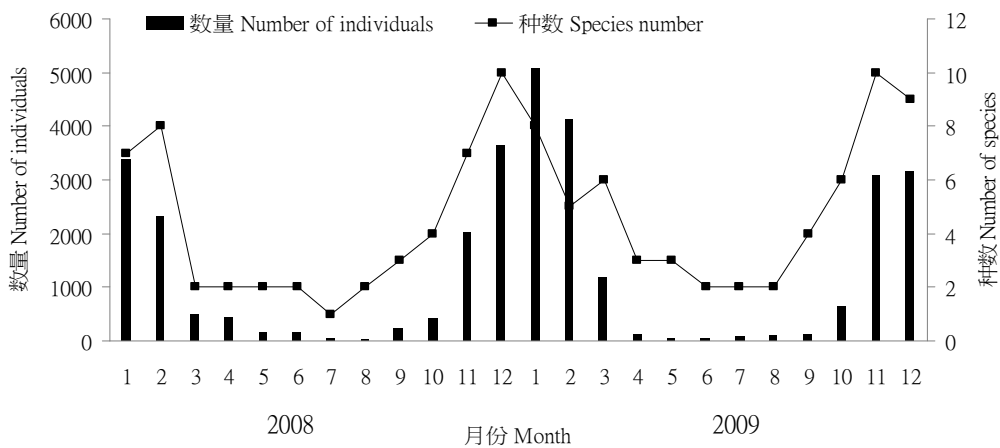 数量 Number of individuals
种数 Species number
数量 Number of individuals
6000
5000
4000
3000
2000
1000
0
12
10
8
6
4
2
0
种数 Number of species
1 2 3 4 5 6 7 8 9 10 11 12 1 2 3 4 5 6 7 8 9 10 11 12
2008 2009
月份 Month